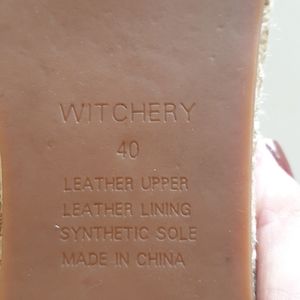 WITCHERY
40
LEATHER UPPER
LEATHER LINING
SYNTHETIC SOLE
MADE IN CHINA